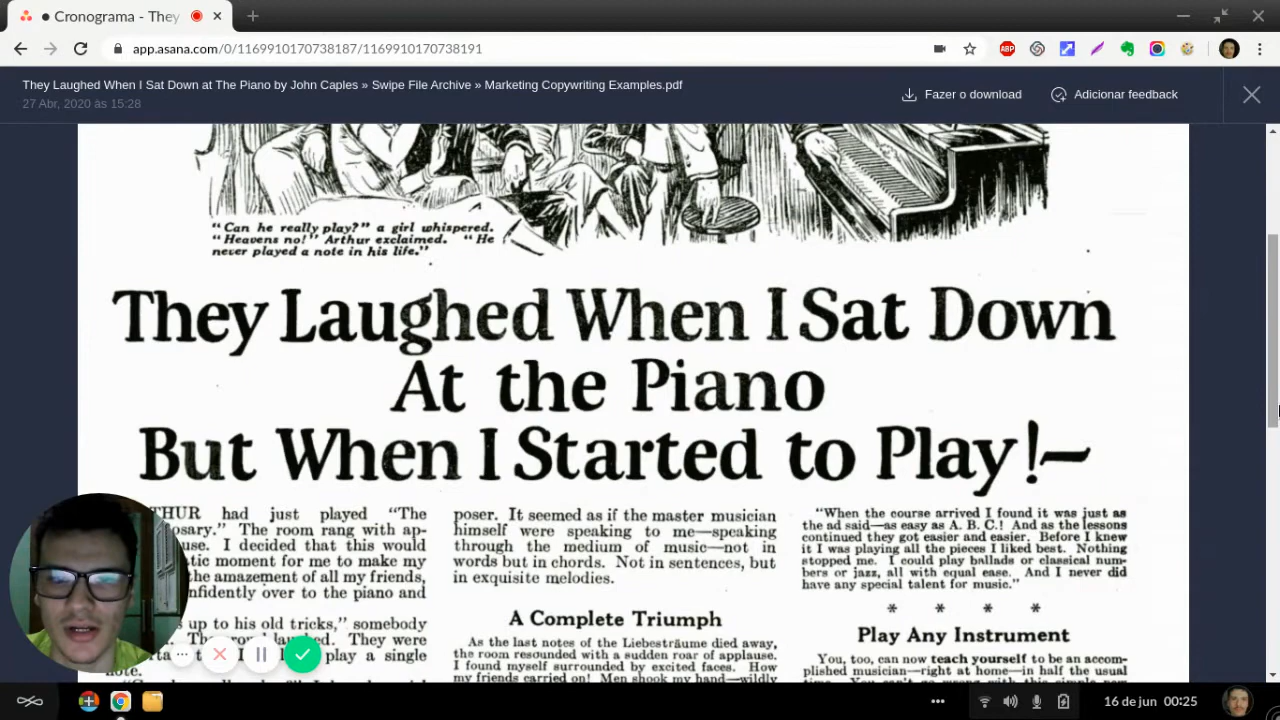 Cronograma - They
app.asana.com/0/1169910170738187/1169910170738191
ABP
They Laughed When I Sat Down at The Piano by John Caples » Swipe File Archive » Marketing Copywriting Examples.pdf
27 Abr, 2020 às 15:28
Fazer o download
Adicionar feedback
"Can he really play?" a girl whispered.
"Heavens no!" Arthur exclaimed. "He
never played a note in his life."
They Laughed When I Sat Down
At the Piano
But When I Started to Play!—
THUR had just played "The
osary." The room rang with ap-
use. I decided that this would
tic moment for me to make my
the amazement of all my friends,
nfidently over to the piano and
up to his old tricks," somebody
laughed. They were
play a single
note.
poser. It seemed as if the master musician
himself were speaking to me—speaking
through the medium of music—not in
words but in chords. Not in sentences, but
in exquisite melodies.
A Complete Triumph
As the last notes of the Liebesträume died away,
the room resounded with a sudden roar of applause.
I found myself surrounded by excited faces. How
my friends carried on! Men shook my hand—wildly
"When the course arrived I found it was just as
the ad said—as easy as A. B. C.! And as the lessons
continued they got easier and easier. Before I knew
it I was playing all the pieces I liked best. Nothing
stopped me. I could play ballads or classical num-
bers or jazz, all with equal ease. And I never did
have any special talent for music."
* * * *
Play Any Instrument
You, too, can now teach yourself to be an accom-
plished musician—right at home—in half the usual
16 de jun 00:25